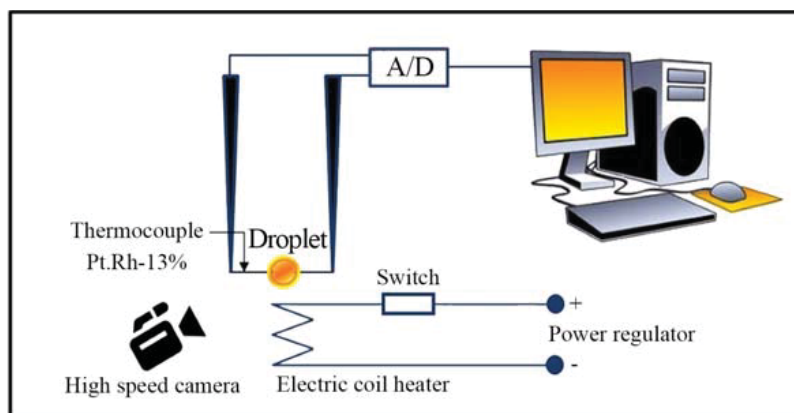 A/D
Thermocouple
Pt.Rh-13%
Droplet
Switch
+
Power regulator
-
High speed camera
Electric coil heater